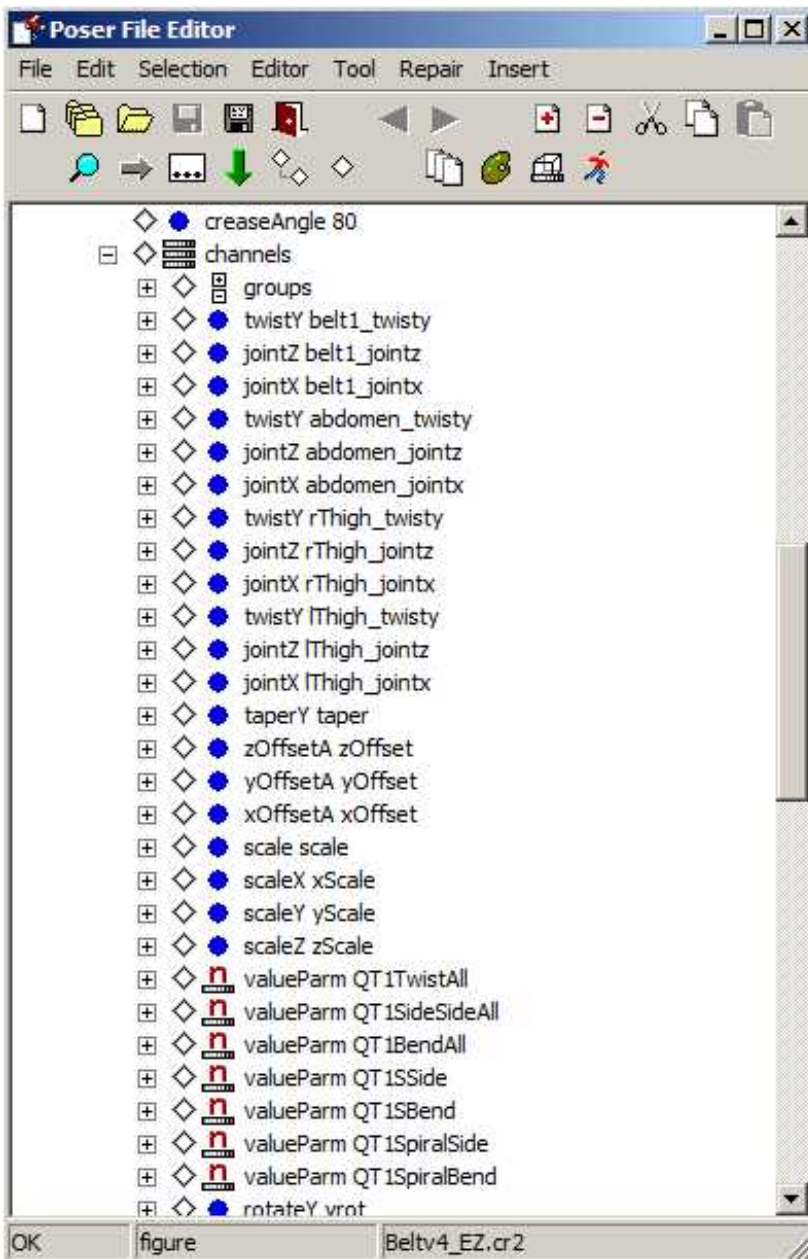 Poser File Editor
File Edit Selection Editor Tool Repair Insert
creaseAngle 80
channels
groups
twistY belt1_twisty
jointZ belt1_jointz
jointX belt1_jointx
twistY abdomen_twisty
jointZ abdomen_jointz
jointX abdomen_jointx
twistY rThigh_twisty
jointZ rThigh_jointz
jointX rThigh_jointx
twistY lThigh_twisty
jointZ lThigh_jointz
jointX lThigh_jointx
taperY taper
zOffsetA zOffset
yOffsetA yOffset
xOffsetA xOffset
scale scale
scaleX xScale
scaleY yScale
scaleZ zScale
valueParm QT1TwistAll
valueParm QT1SideSideAll
valueParm QT1BendAll
valueParm QT1SSide
valueParm QT1SBend
valueParm QT1SpiralSide
valueParm QT1SpiralBend
rotateY yrot
OK figure Beltv4_EZ.cr2